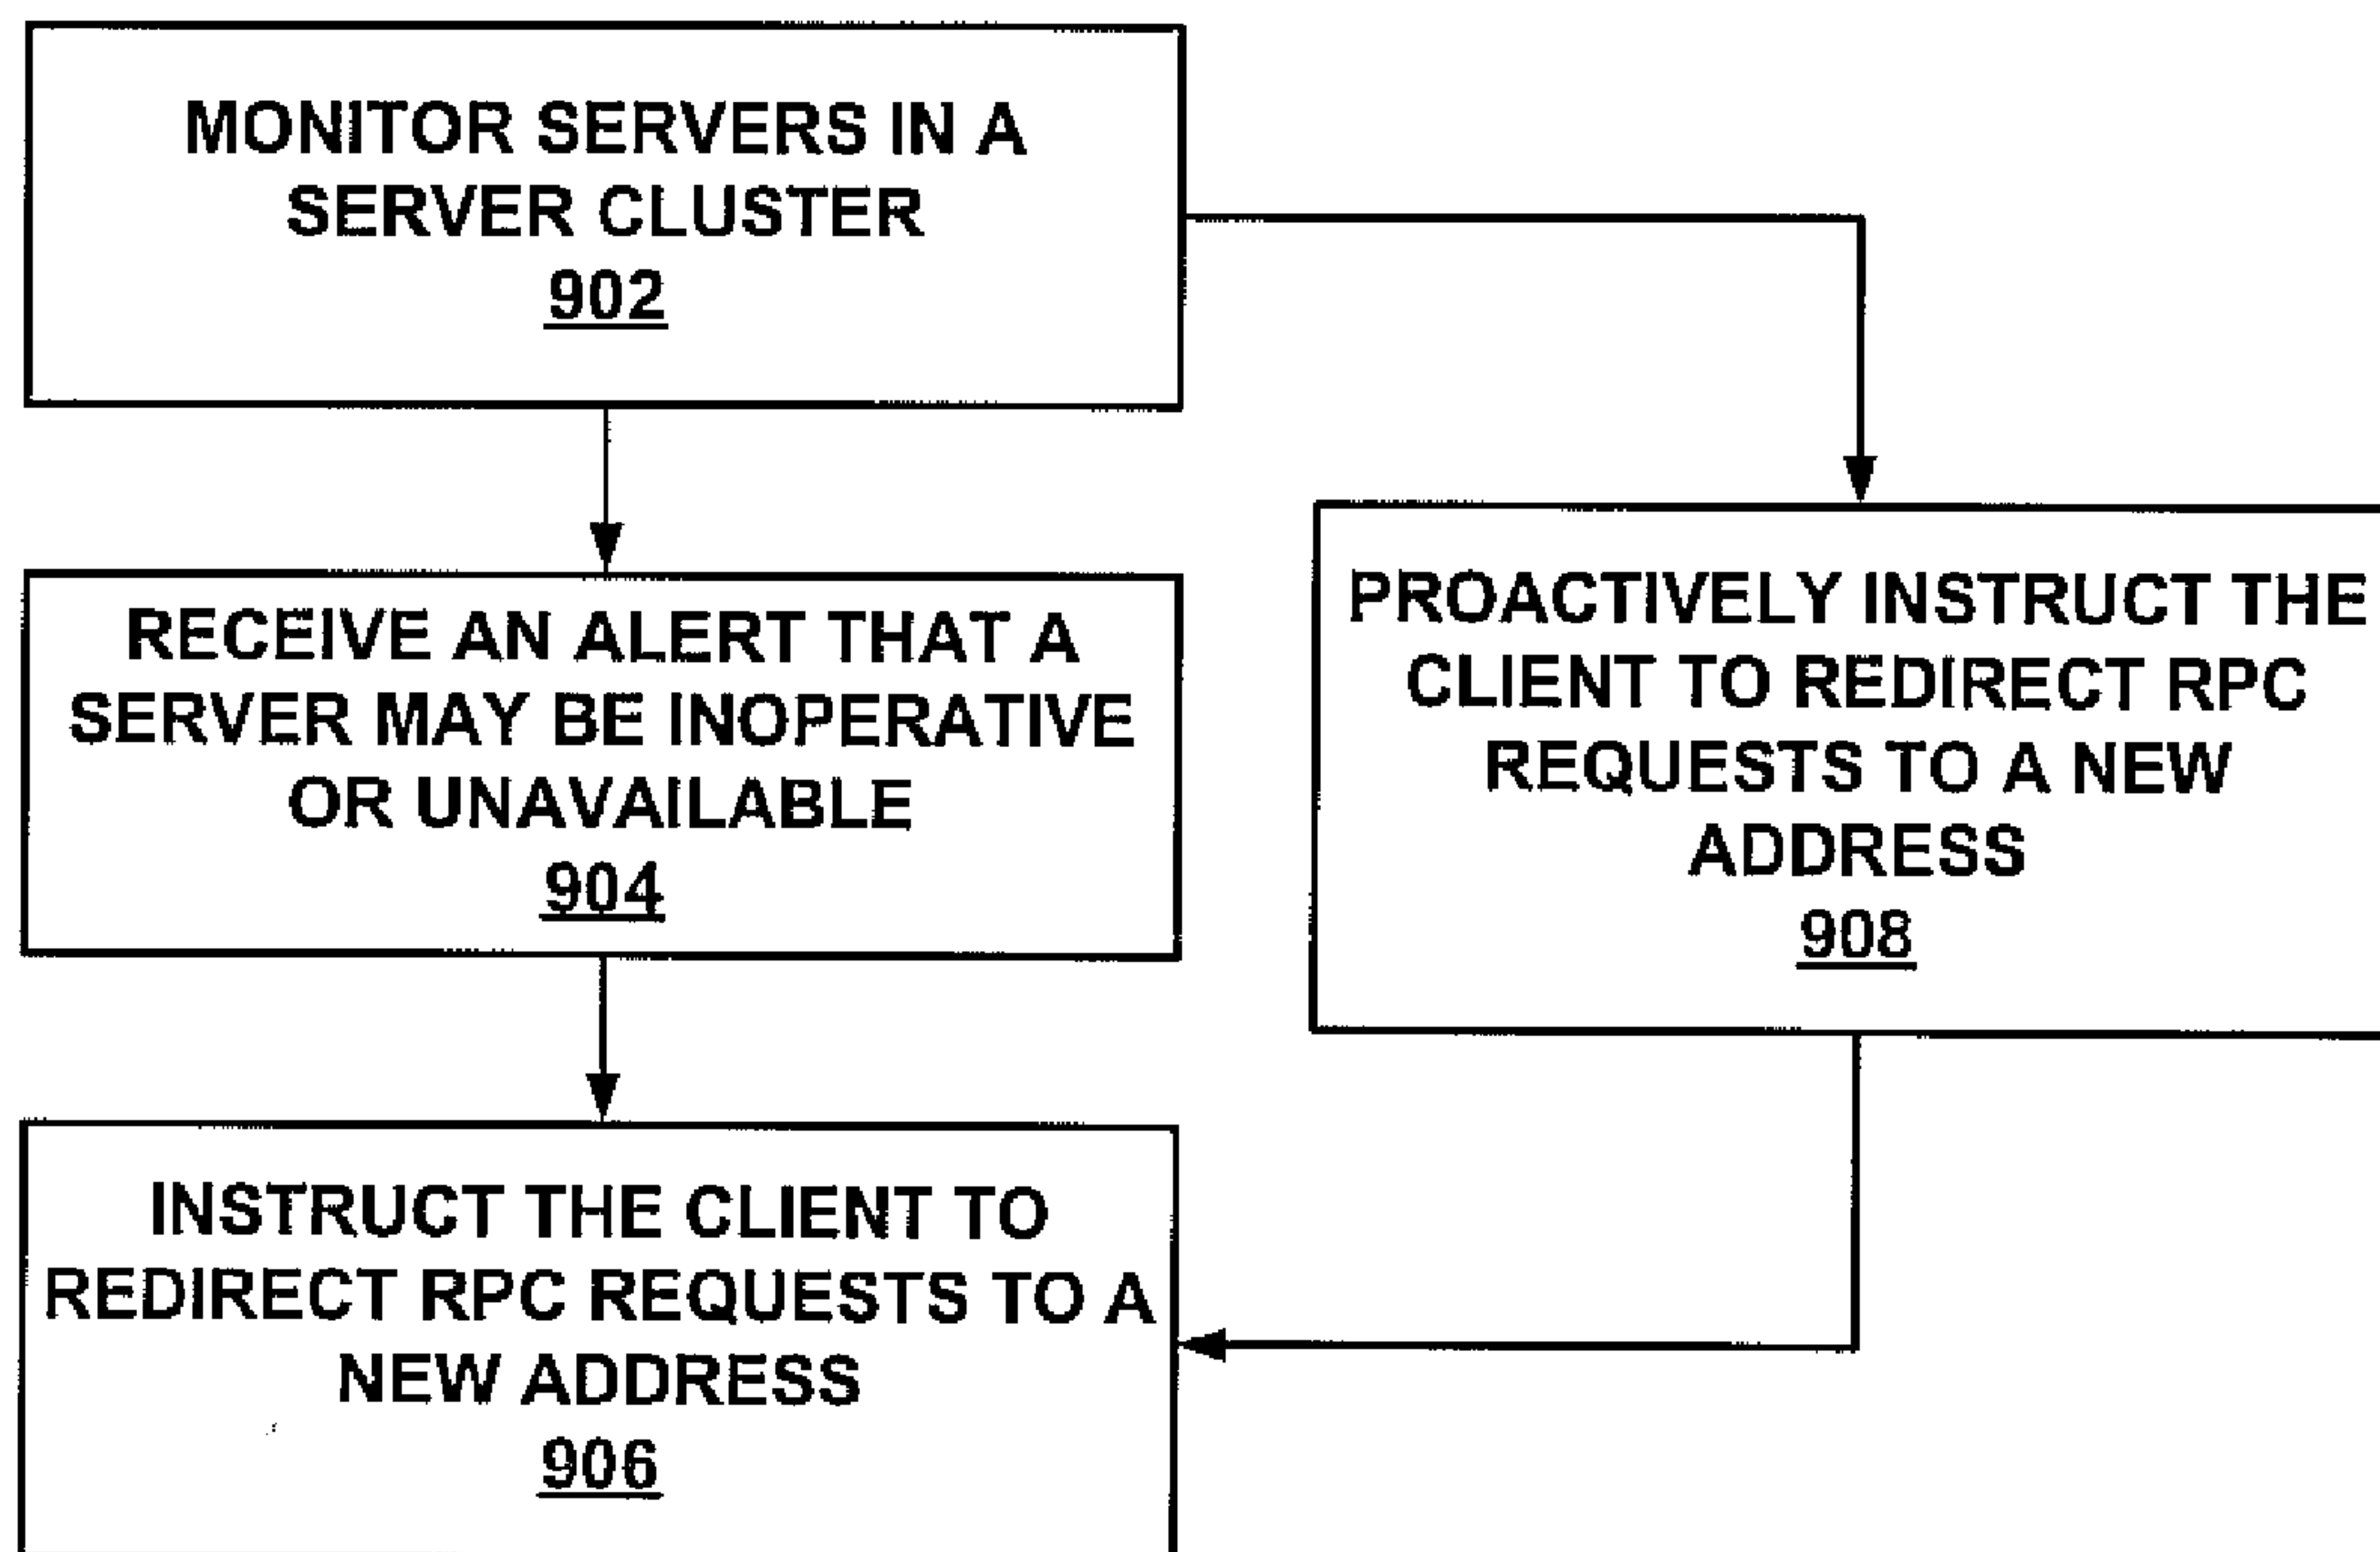 MONITOR SERVERS IN A
SERVER CLUSTER
902
RECEIVE AN ALERT THAT A
SERVER MAY BE INOPERATIVE
OR UNAVAILABLE
904
PROACTIVELY INSTRUCT THE
CLIENT TO REDIRECT RPC
REQUESTS TO A NEW
ADDRESS
908
INSTRUCT THE CLIENT TO
REDIRECT RPC REQUESTS TO A
NEW ADDRESS
906